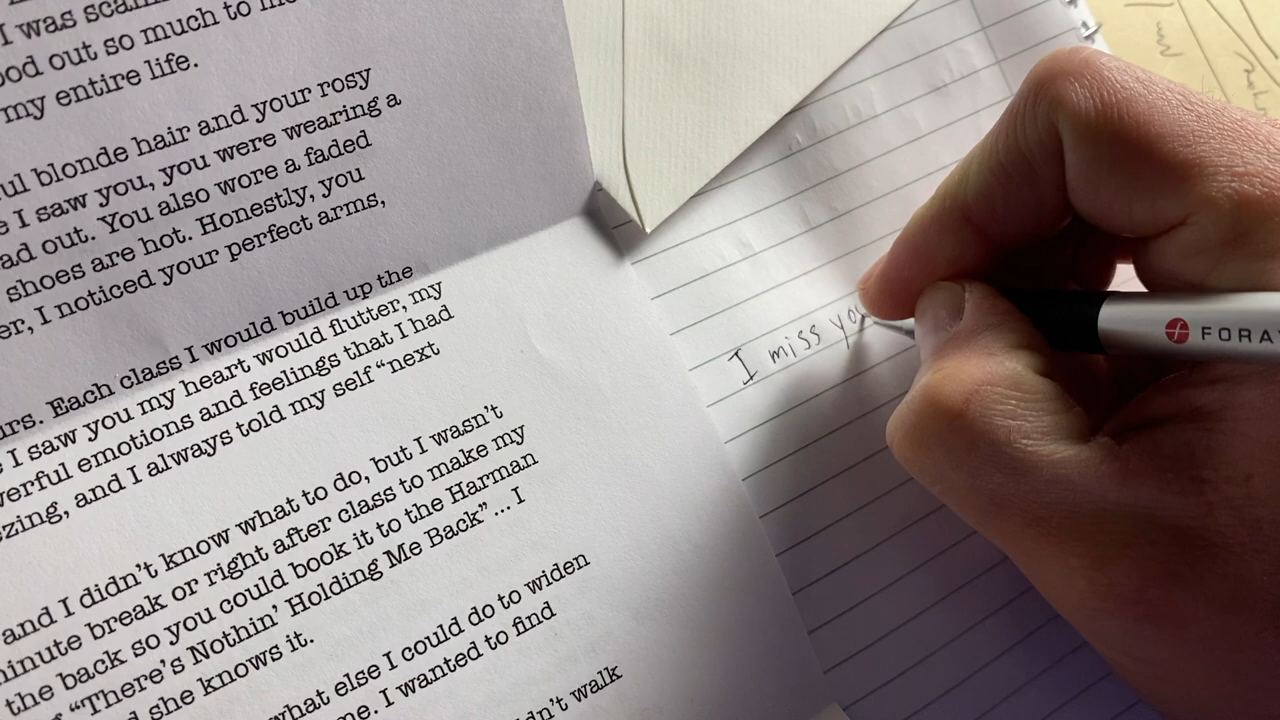 I was
ood out so much to me
my entire life.
blonde hair and your rosy
I saw you, you were wearing a
ad out. You also wore a faded
shoes are hot. Honestly, you
er, I noticed your perfect arms,
urs. Each class I would build up the
I saw you my heart would flutter, my
verful emotions and feelings that I had
zing, and I always told my self “next
and I didn’t know what to do, but I wasn’t
minute break or right after class to make my
the back so you could book it to the Harman
“There’s Nothin’ Holding Me Back” ... I
d she knows it.
what else I could do to widen
me. I wanted to find
dn’t walk
I miss you
FORA